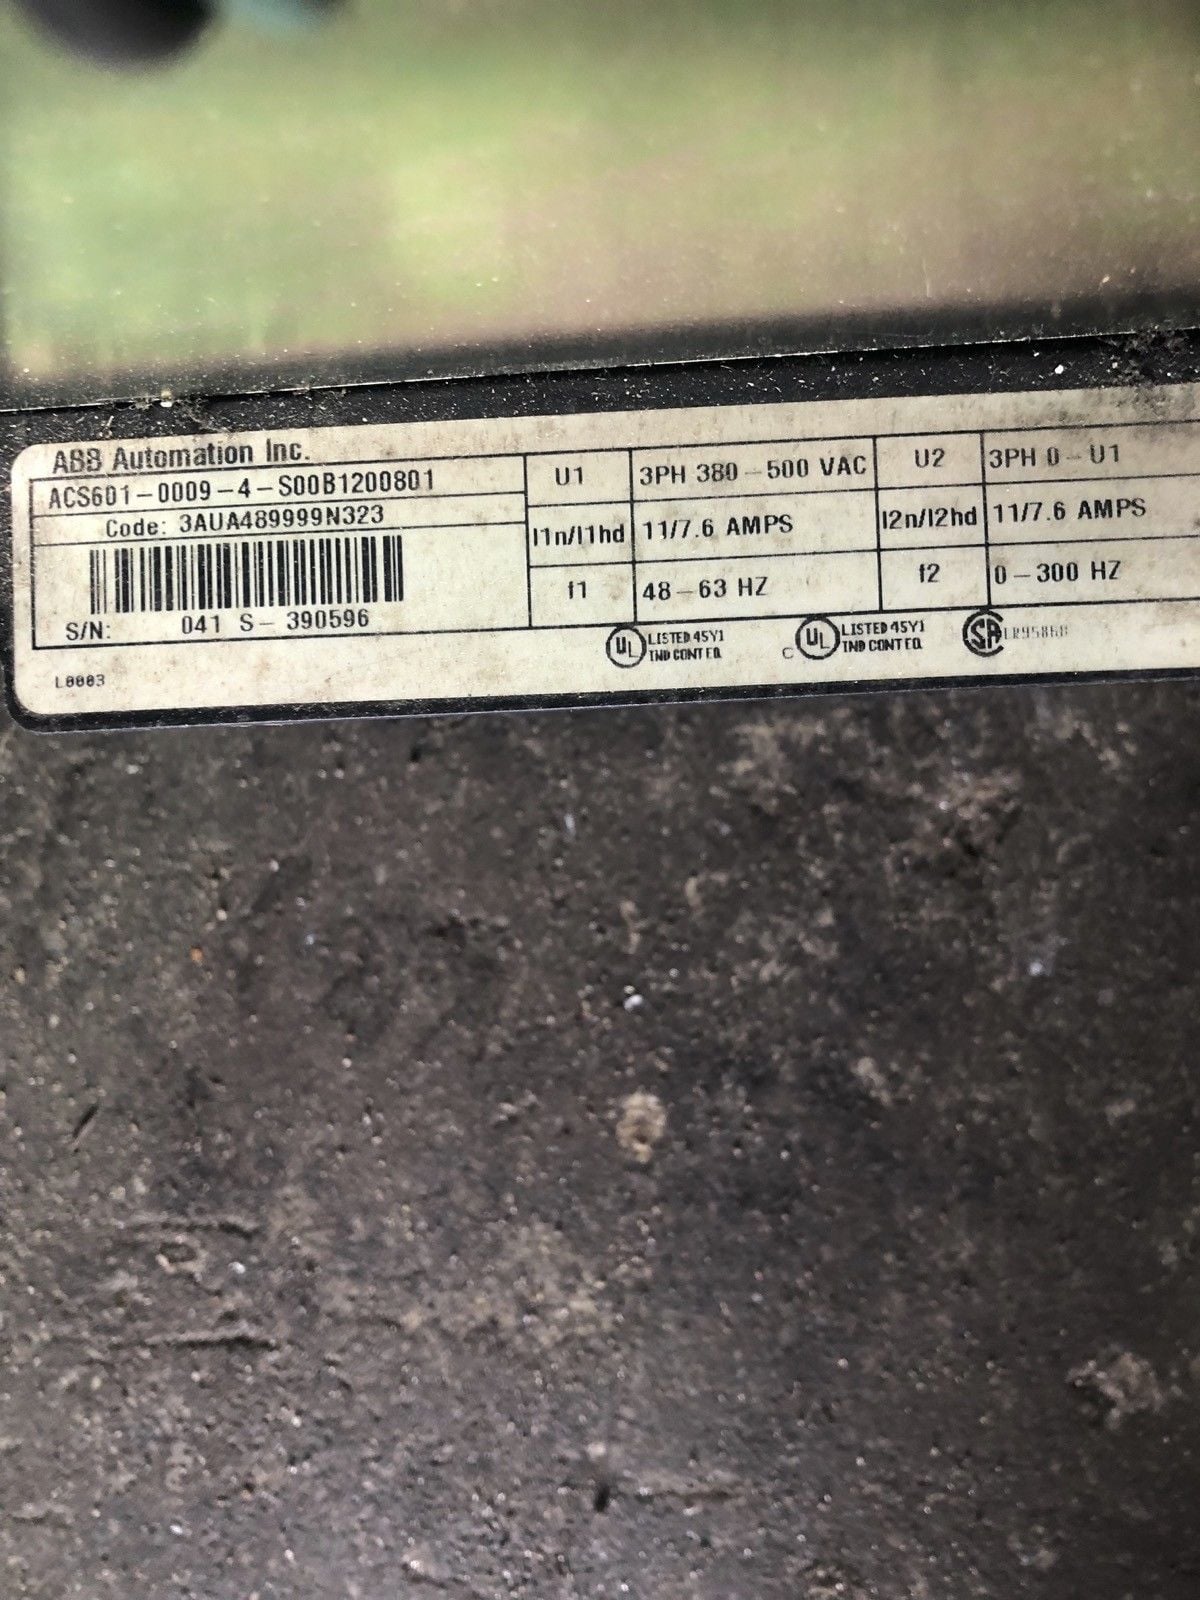 ABB Automation Inc.
ACS601-0009-4-S00B1200801
Code: 3AUA489999N323
S/N: 041 S-390596
L0003
U1 3PH 380-500 VAC U2 3PH 0-U1
I1n/I1hd 11/7.6 AMPS I2n/I2hd 11/7.6 AMPS
f1 48-63 HZ f2 0-300 HZ
UL LISTED 45Y1
IND CONT EQ.
C UL LISTED 45Y1
IND CONT EQ.
SA LR95868